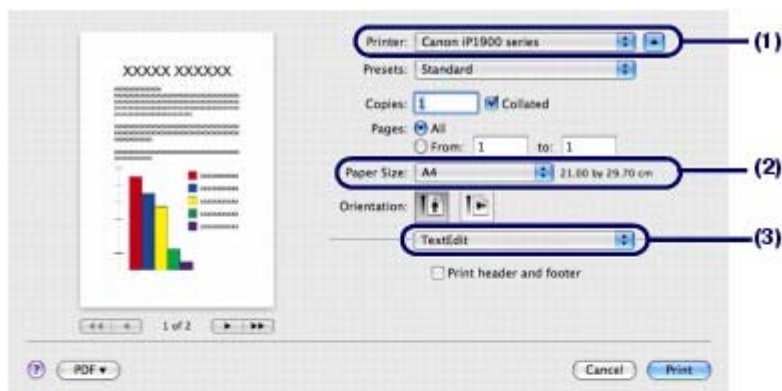 Printer: Canon iP1900 series (1)
XXXXX XXXXXX
Presets: Standard
Copies: 1 Collated
Pages: All
From: 1 to: 1
Paper Size: A4 21.00 by 29.70 cm (2)
Orientation:
TextEdit (3)
Print header and footer
1 of 2
? PDF Cancel Print